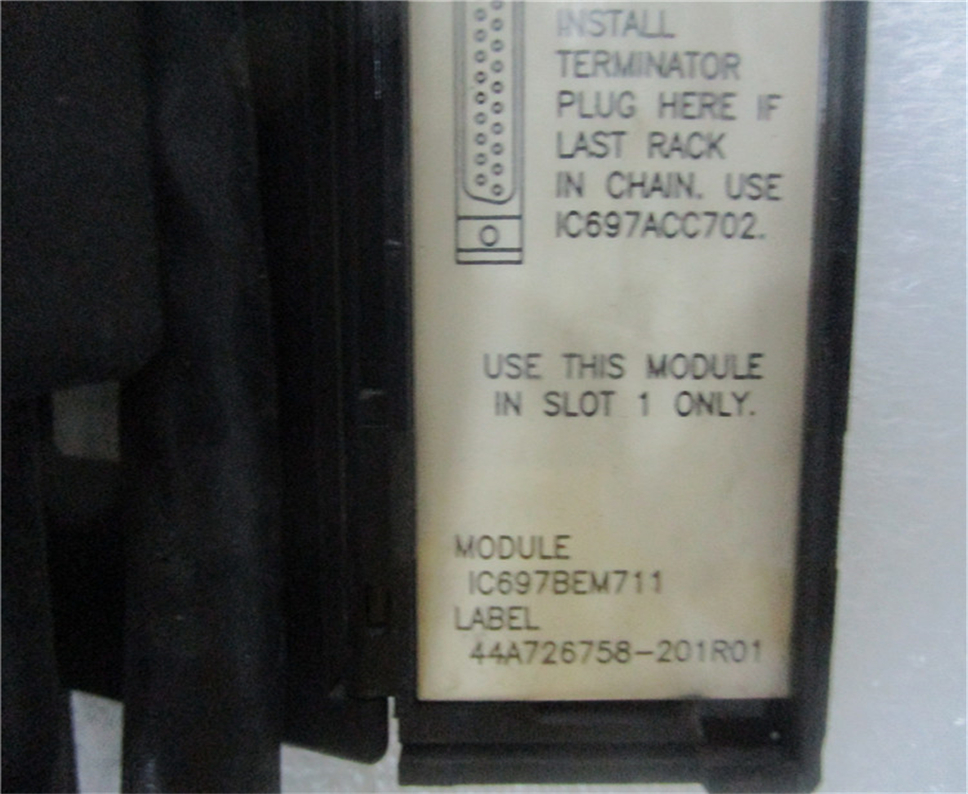 INSTALL
TERMINATOR
PLUG HERE IF
LAST RACK
IN CHAIN. USE
IC697ACC702.
USE THIS MODULE
IN SLOT 1 ONLY.
MODULE
IC697BEM711
LABEL
44A726758-201R01